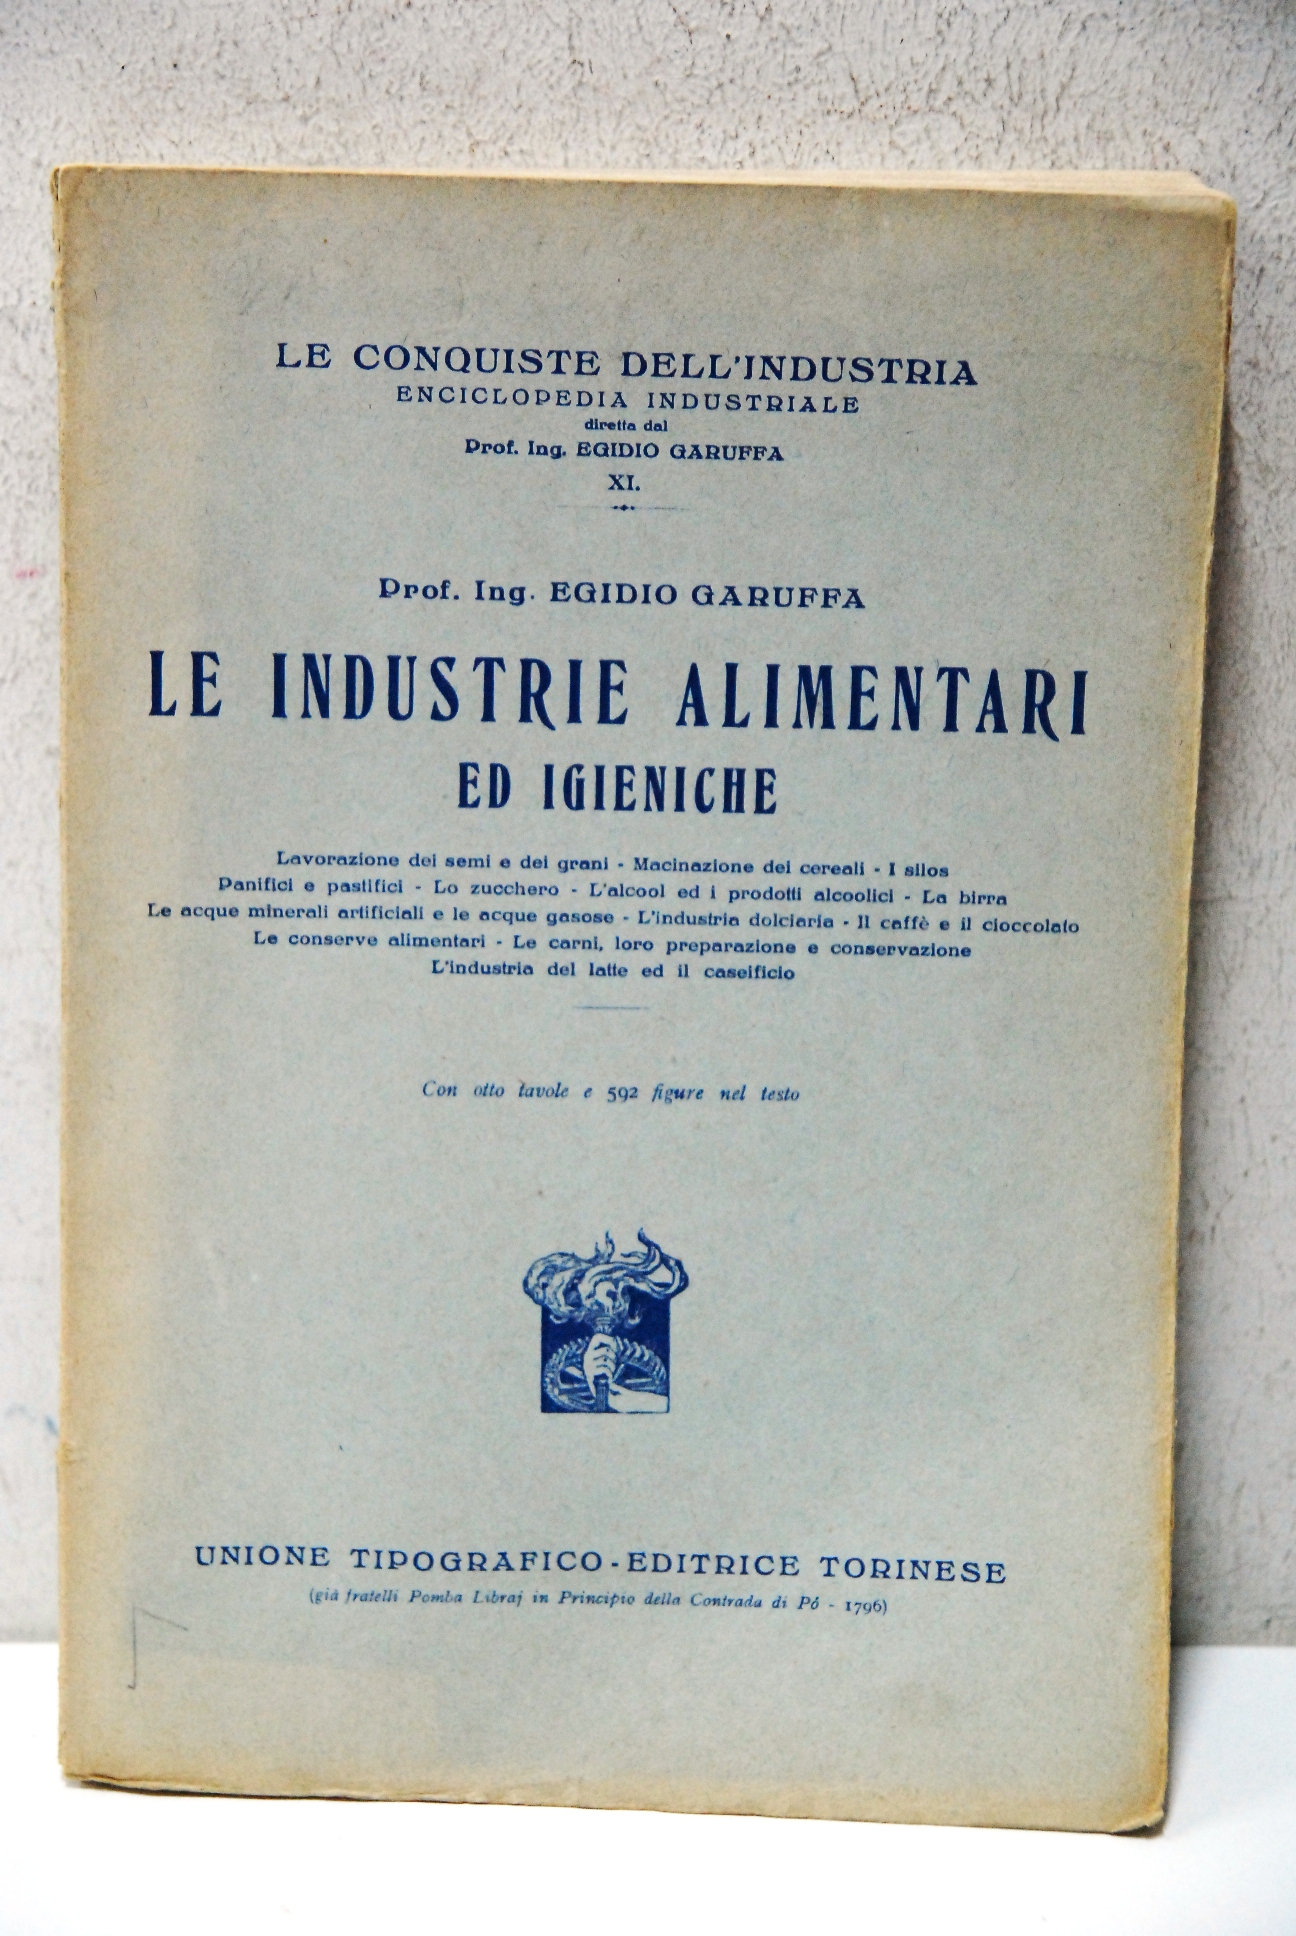 LE CONQUISTE DELL'INDUSTRIA
ENCICLOPEDIA INDUSTRIALE
diretta dal
Prof. Ing. EGIDIO GARUFFA
XI.
Prof. Ing. EGIDIO GARUFFA
LE INDUSTRIE ALIMENTARI
ED IGIENICHE
Lavorazione dei semi e dei grani - Macinazione dei cereali - I silos
Panifici e pastifici - Lo zucchero - L'alcool ed i prodotti alcoolici - La birra
Le acque minerali artificiali e le acque gasose - L'industria dolciaria - Il caffè e il cioccolato
Le conserve alimentari - Le carni, loro preparazione e conservazione
L'industria del latte ed il caseificio
Con otto tavole e 592 figure nel testo
UNIONE TIPOGRAFICO-EDITRICE TORINESE
(già fratelli Pomba Libraj in Principio della Contrada di Pó - 1796)